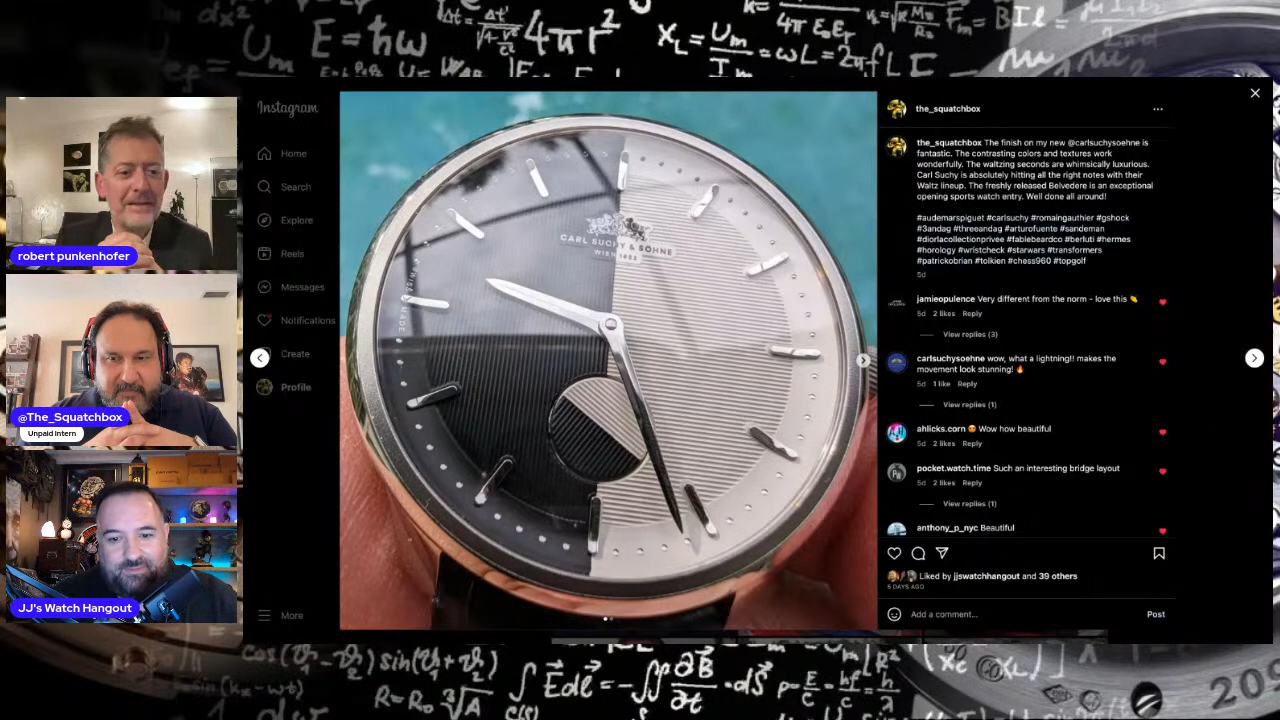 E=ħω
4πr²
robert punkenhofer
@The_Squatchbox
Unpaid Intern
JJ's Watch Hangout
Instagram
Home
Search
Explore
Reels
Messages
Notifications
Create
Profile
More
CARL SUCHY & SÖHNE
WIEN 1822
the_squatchbox
the_squatchbox The finish on my new @carlsuchysoehne is
fantastic. The contrasting colors and textures work
wonderfully. The waltzing seconds are whimsically luxurious.
Carl Suchy is absolutely hitting all the right notes with their
Waltz lineup. The freshly released Belvedere is an exceptional
opening sports watch entry. Well done all around!
#audemarspiguet #carlsuchy #romaingauthier #gshock
#3andag #threeandag #arturofuente #sandeman
#diorlacollectionprivee #fablebeardco #berluti #hermes
#horology #wristcheck #starwars #transformers
#patrickobrian #tolkien #chess960 #topgolf
5d
jamieopulence Very different from the norm - love this 👏
5d 2 likes Reply
View replies (3)
carlsuchysoehne wow, what a lightning!! makes the
movement look stunning! 🔥
5d 1 like Reply
View replies (1)
ahlicks.corn 😍 Wow how beautiful
5d 2 likes Reply
pocket.watch.time Such an interesting bridge layout
5d 2 likes Reply
View replies (1)
anthony_p_nyc Beautiful
Liked by jjswatchhangout and 39 others
5 DAYS AGO
Add a comment... Post